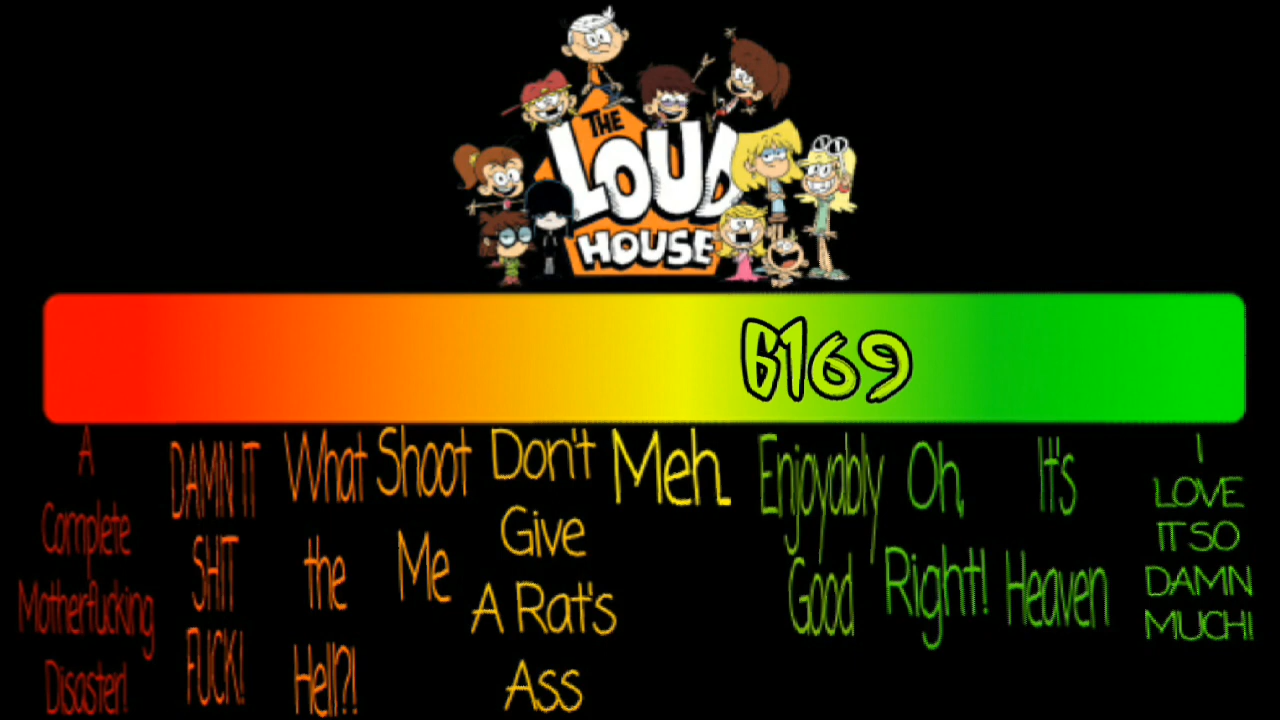 THE
LOUD
HOUSE
6169
A
Complete
Motherfucking
Disaster!
DAMN IT
SHIT
FUCK!
What
the
Hell?!
Shoot
Me
Don't
Give
A Rat's
Ass
Meh.
Enjoyably
Good
Oh,
Right!
It's
Heaven
I
LOVE
IT SO
DAMN
MUCH!